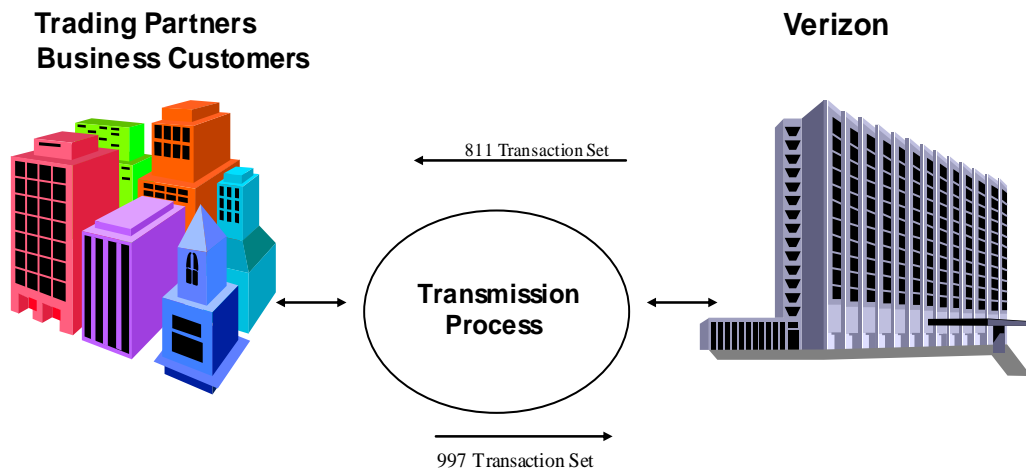 Trading Partners
Business Customers
Verizon
811 Transaction Set
Transmission
Process
997 Transaction Set